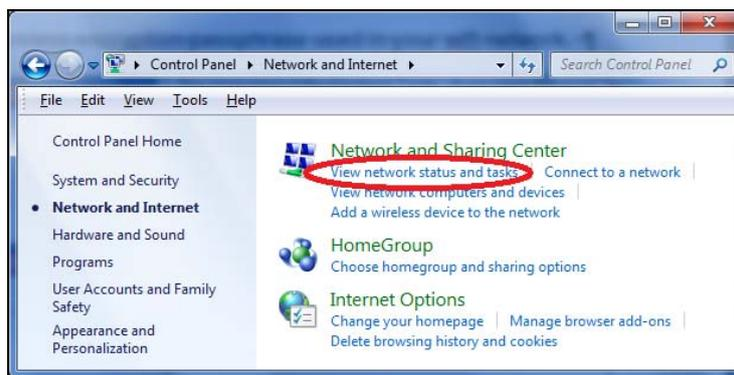 Control Panel ▸ Network and Internet ▸
Search Control Panel
File Edit View Tools Help
Control Panel Home
System and Security
• Network and Internet
Hardware and Sound
Programs
User Accounts and Family
Safety
Appearance and
Personalization
Network and Sharing Center
View network status and tasks | Connect to a network |
View network computers and devices |
Add a wireless device to the network
HomeGroup
Choose homegroup and sharing options
Internet Options
Change your homepage | Manage browser add-ons |
Delete browsing history and cookies